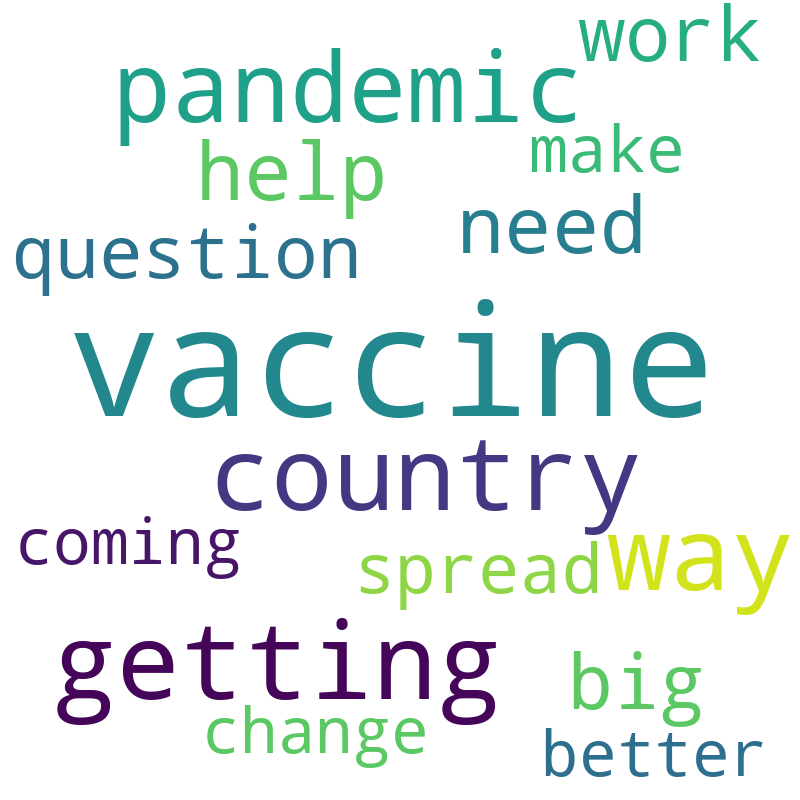 work
pandemic
make
help
need
question
vaccine
country
coming
way
spread
getting
big
change
better